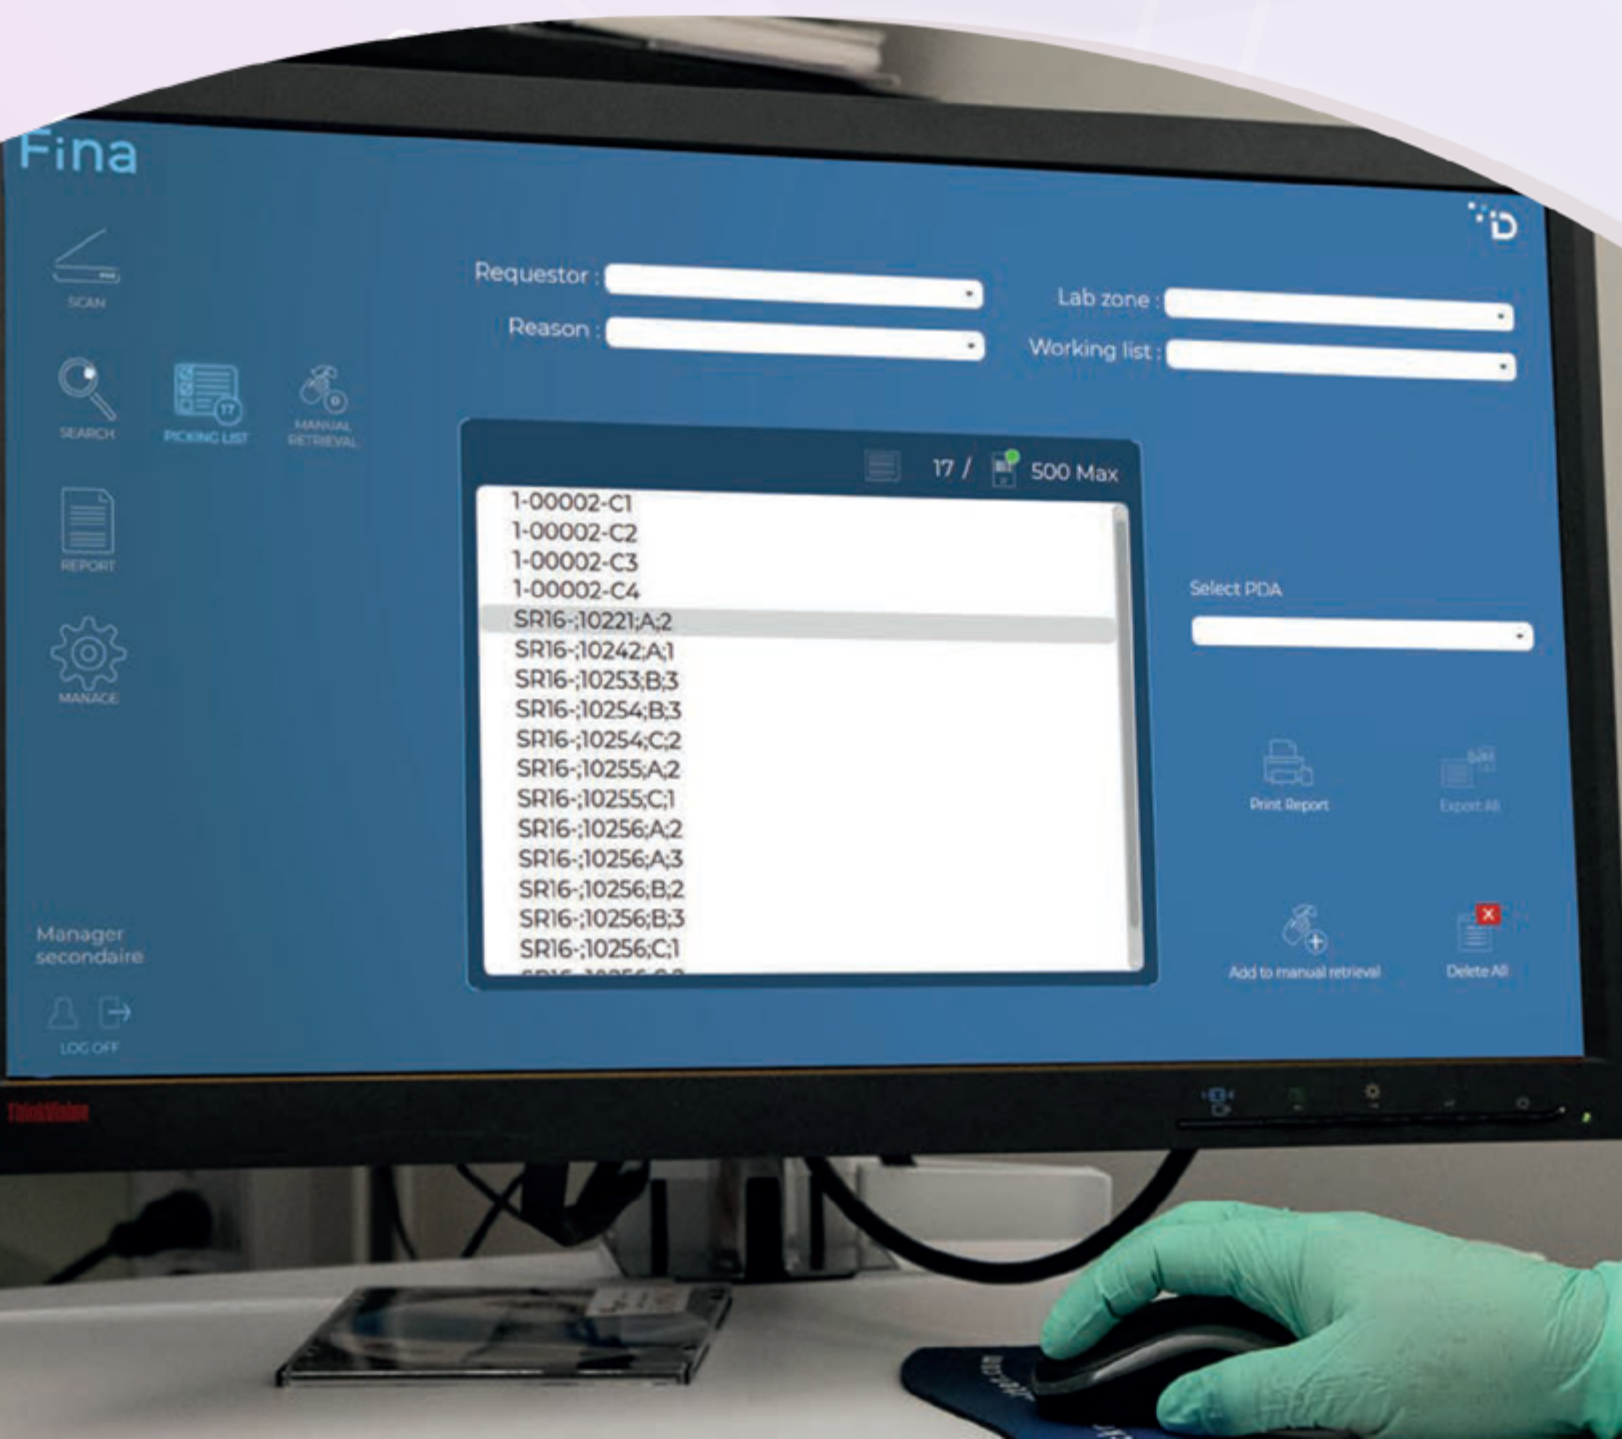 Fina
SCAN
SEARCH
PICKING LIST
17
MANUAL
RETRIEVAL
REPORT
MANAGE
Manager
secondaire
LOG OFF
Requestor :
Reason :
Lab zone :
Working list :
17 / 500 Max
1-00002-C1
1-00002-C2
1-00002-C3
1-00002-C4
SR16-;10221;A;2
SR16-;10242;A;1
SR16-;10253;B;3
SR16-;10254;B;3
SR16-;10254;C;2
SR16-;10255;A;2
SR16-;10255;C;1
SR16-;10256;A;2
SR16-;10256;A;3
SR16-;10256;B;2
SR16-;10256;B;3
SR16-;10256;C;1
Select PDA
Print Report
Export All
Add to manual retrieval
Delete All
ThinkVision